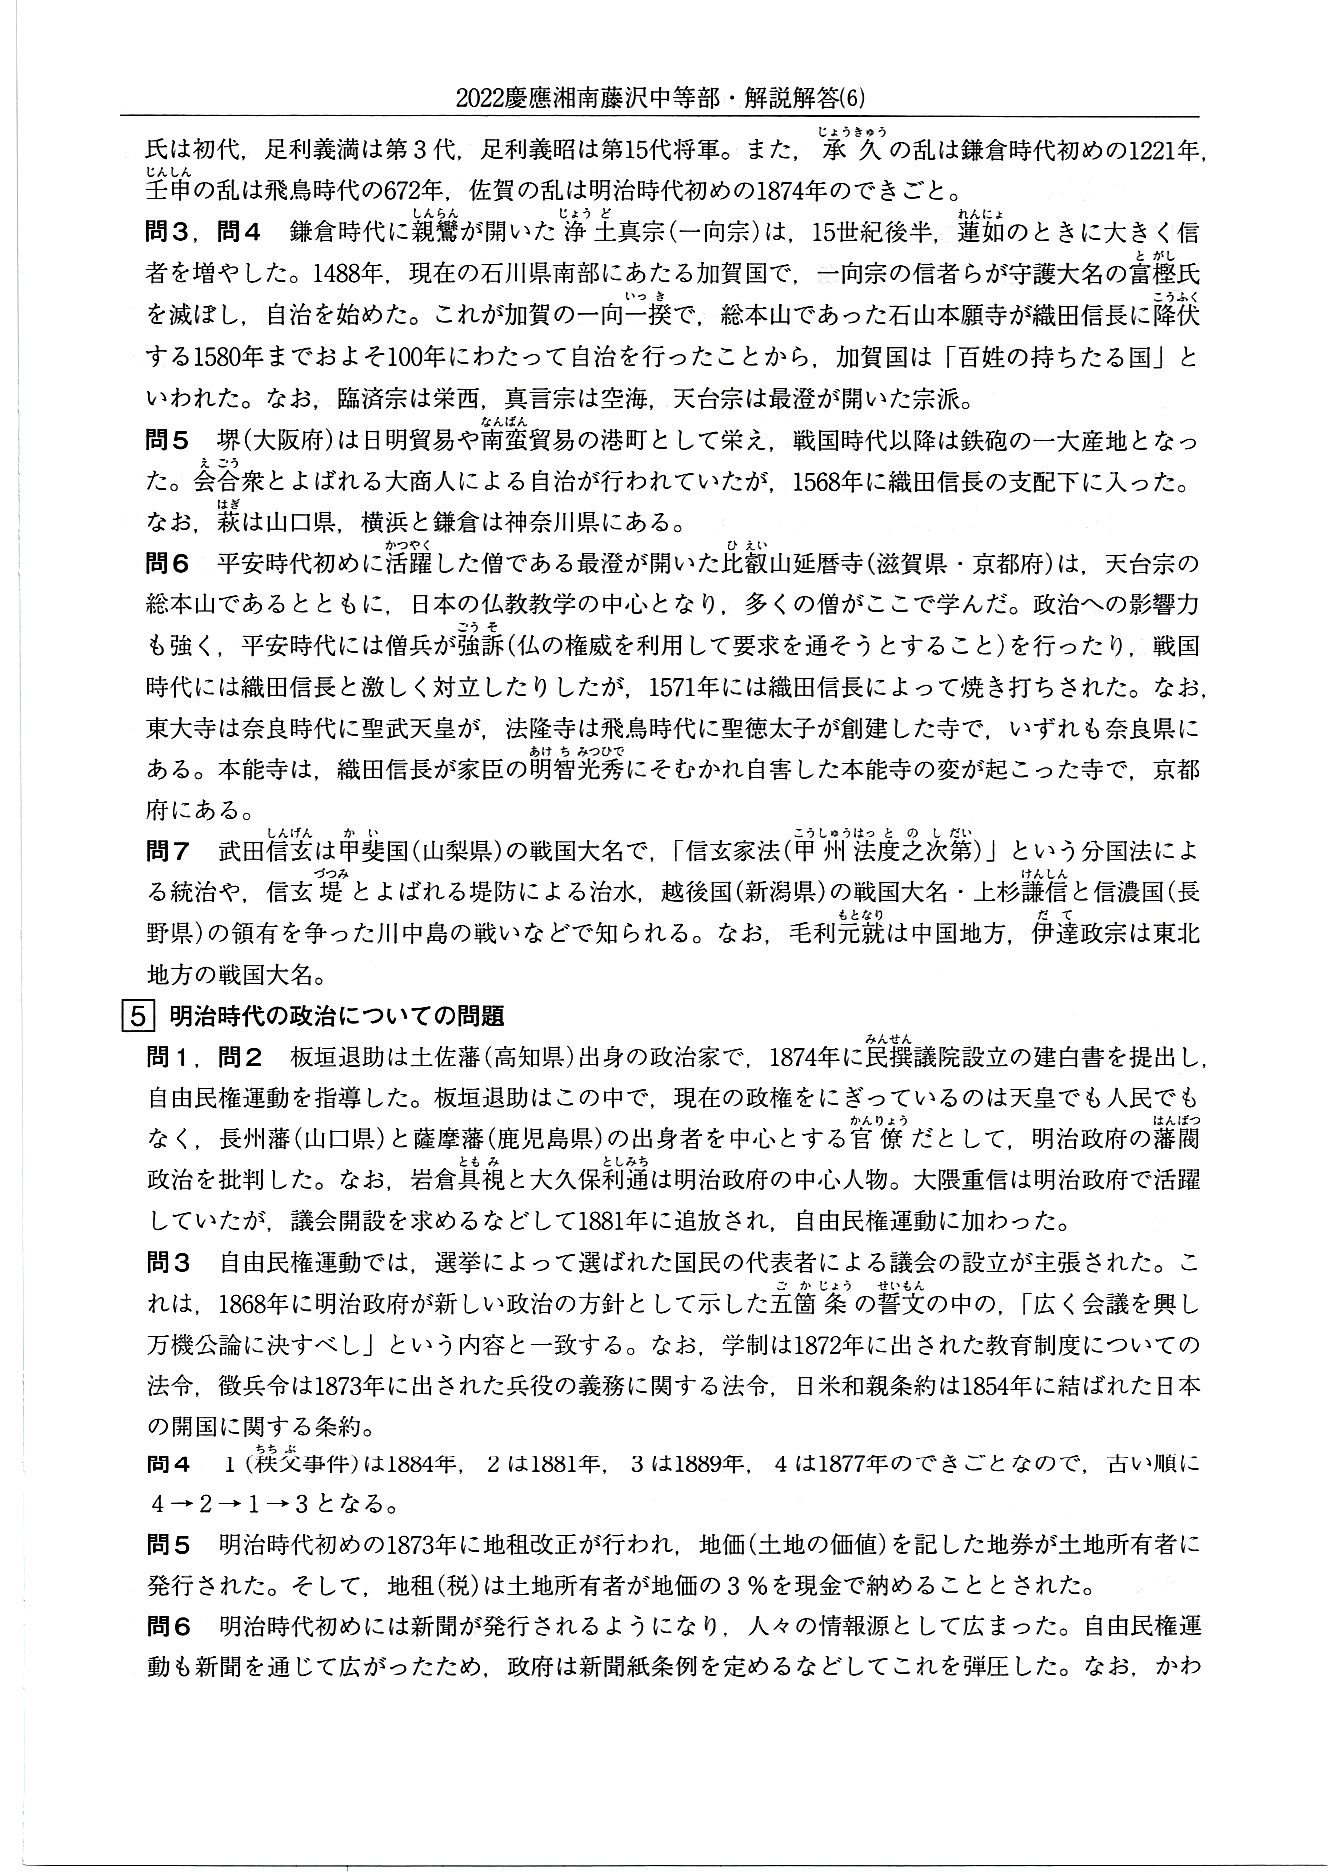 2022慶應湘南藤沢中等部・解説解答(6)
氏は初代，足利義満は第３代，足利義昭は第15代将軍。また，承久の乱は鎌倉時代初めの1221年，
壬申の乱は飛鳥時代の672年，佐賀の乱は明治時代初めの1874年のできごと。
問３，問４　鎌倉時代に親鸞が開いた浄土真宗(一向宗)は，15世紀後半，蓮如のときに大きく信
者を増やした。1488年，現在の石川県南部にあたる加賀国で，一向宗の信者らが守護大名の富樫氏
を滅ぼし，自治を始めた。これが加賀の一向一揆で，総本山であった石山本願寺が織田信長に降伏
する1580年までおよそ100年にわたって自治を行ったことから，加賀国は「百姓の持ちたる国」と
いわれた。なお，臨済宗は栄西，真言宗は空海，天台宗は最澄が開いた宗派。
問５　堺(大阪府)は日明貿易や南蛮貿易の港町として栄え，戦国時代以降は鉄砲の一大産地となっ
た。会合衆とよばれる大商人による自治が行われていたが，1568年に織田信長の支配下に入った。
なお，萩は山口県，横浜と鎌倉は神奈川県にある。
問６　平安時代初めに活躍した僧である最澄が開いた比叡山延暦寺(滋賀県・京都府)は，天台宗の
総本山であるとともに，日本の仏教教学の中心となり，多くの僧がここで学んだ。政治への影響力
も強く，平安時代には僧兵が強訴(仏の権威を利用して要求を通そうとすること)を行ったり，戦国
時代には織田信長と激しく対立したりしたが，1571年には織田信長によって焼き打ちされた。なお，
東大寺は奈良時代に聖武天皇が，法隆寺は飛鳥時代に聖徳太子が創建した寺で，いずれも奈良県に
ある。本能寺は，織田信長が家臣の明智光秀にそむかれ自害した本能寺の変が起こった寺で，京都
府にある。
問７　武田信玄は甲斐国(山梨県)の戦国大名で，「信玄家法(甲州法度之次第)」という分国法によ
る統治や，信玄堤とよばれる堤防による治水，越後国(新潟県)の戦国大名・上杉謙信と信濃国(長
野県)の領有を争った川中島の戦いなどで知られる。なお，毛利元就は中国地方，伊達政宗は東北
地方の戦国大名。
５　明治時代の政治についての問題
問１，問２　板垣退助は土佐藩(高知県)出身の政治家で，1874年に民撰議院設立の建白書を提出し，
自由民権運動を指導した。板垣退助はこの中で，現在の政権をにぎっているのは天皇でも人民でも
なく，長州藩(山口県)と薩摩藩(鹿児島県)の出身者を中心とする官僚だとして，明治政府の藩閥
政治を批判した。なお，岩倉具視と大久保利通は明治政府の中心人物。大隈重信は明治政府で活躍
していたが，議会開設を求めるなどして1881年に追放され，自由民権運動に加わった。
問３　自由民権運動では，選挙によって選ばれた国民の代表者による議会の設立が主張された。こ
れは，1868年に明治政府が新しい政治の方針として示した五箇条の誓文の中の，「広く会議を興し
万機公論に決すべし」という内容と一致する。なお，学制は1872年に出された教育制度についての
法令，徴兵令は1873年に出された兵役の義務に関する法令，日米和親条約は1854年に結ばれた日本
の開国に関する条約。
問４　１(秩父事件)は1884年，２は1881年，３は1889年，４は1877年のできごとなので，古い順に
４→２→１→３となる。
問５　明治時代初めの1873年に地租改正が行われ，地価(土地の価値)を記した地券が土地所有者に
発行された。そして，地租(税)は土地所有者が地価の３％を現金で納めることとされた。
問６　明治時代初めには新聞が発行されるようになり，人々の情報源として広まった。自由民権運
動も新聞を通じて広がったため，政府は新聞紙条例を定めるなどしてこれを弾圧した。なお，かわ